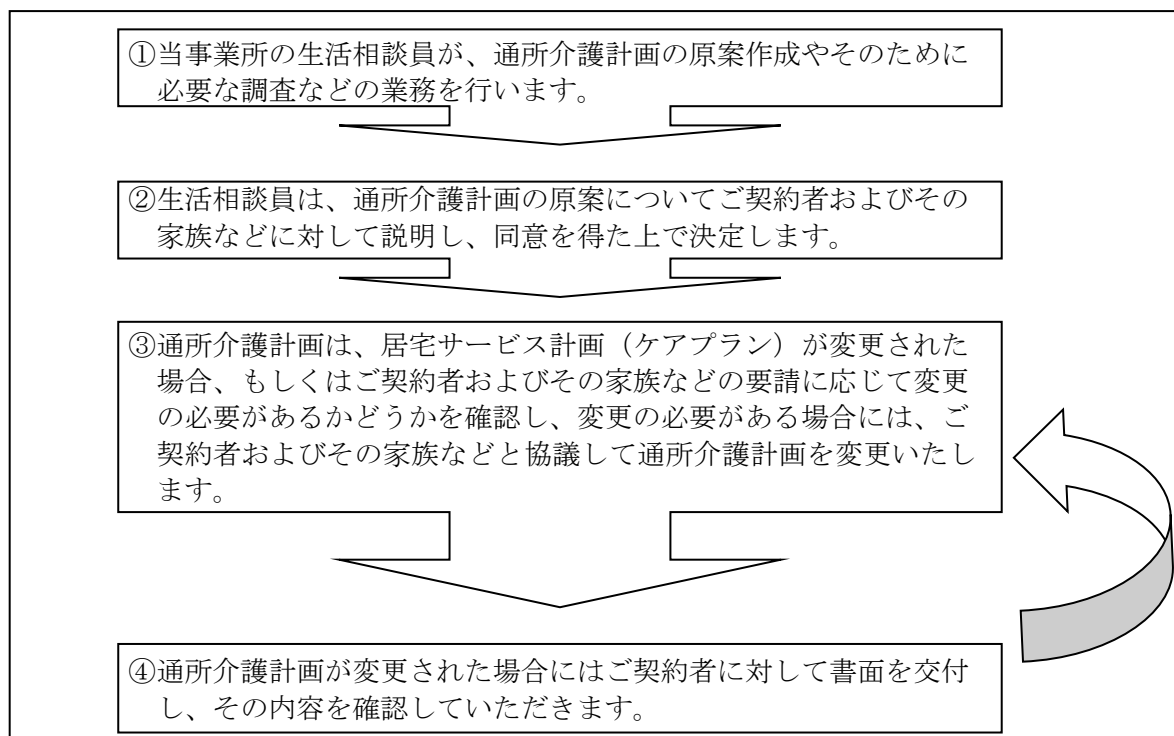 ①当事業所の生活相談員が、通所介護計画の原案作成やそのために
必要な調査などの業務を行います。
②生活相談員は、通所介護計画の原案についてご契約者およびその
家族などに対して説明し、同意を得た上で決定します。
③通所介護計画は、居宅サービス計画（ケアプラン）が変更された
場合、もしくはご契約者およびその家族などの要請に応じて変更
の必要があるかどうかを確認し、変更の必要がある場合には、ご
契約者およびその家族などと協議して通所介護計画を変更いたし
ます。
④通所介護計画が変更された場合にはご契約者に対して書面を交付
し、その内容を確認していただきます。